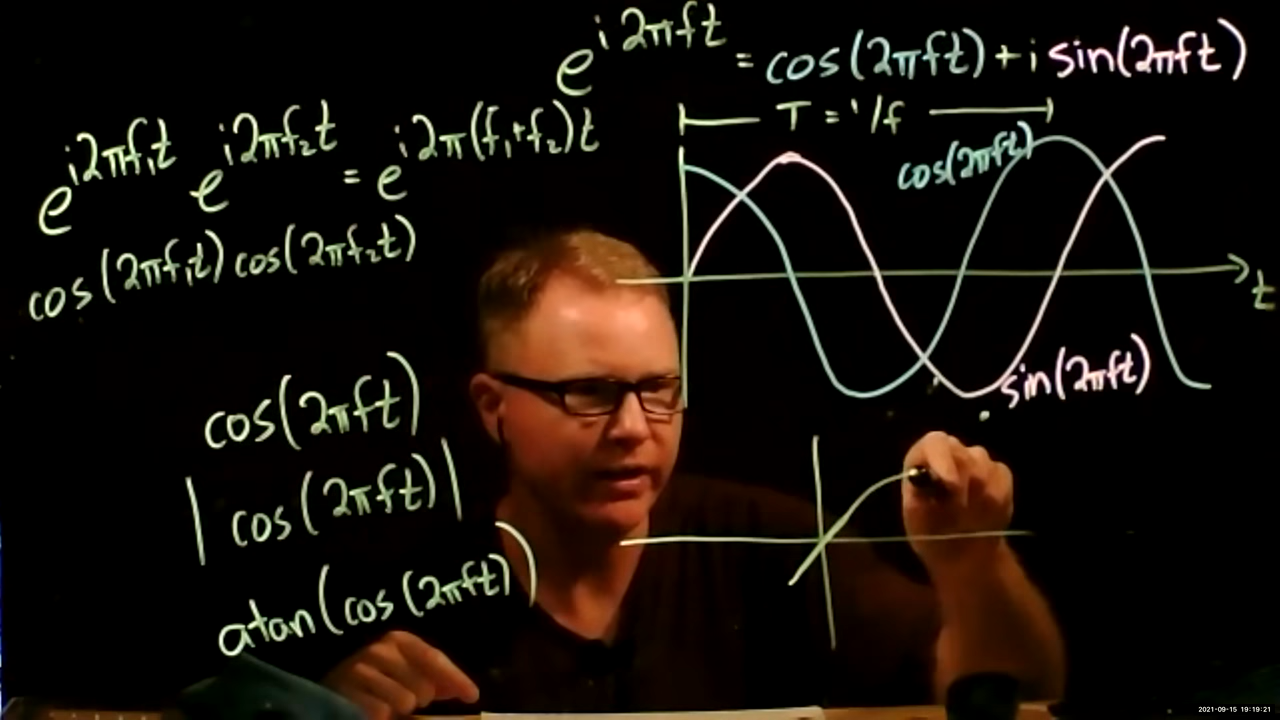 e^{i2πft} = cos(2πft) + i sin(2πft)
T = 1/f
e^{i2πf₁t} e^{i2πf₂t} = e^{i2π(f₁+f₂)t}
cos(2πft)
cos(2πf₁t) cos(2πf₂t)
t
sin(2πft)
cos(2πft)
|cos(2πft)|
atan(cos(2πft))
2021-09-15 19:19:21